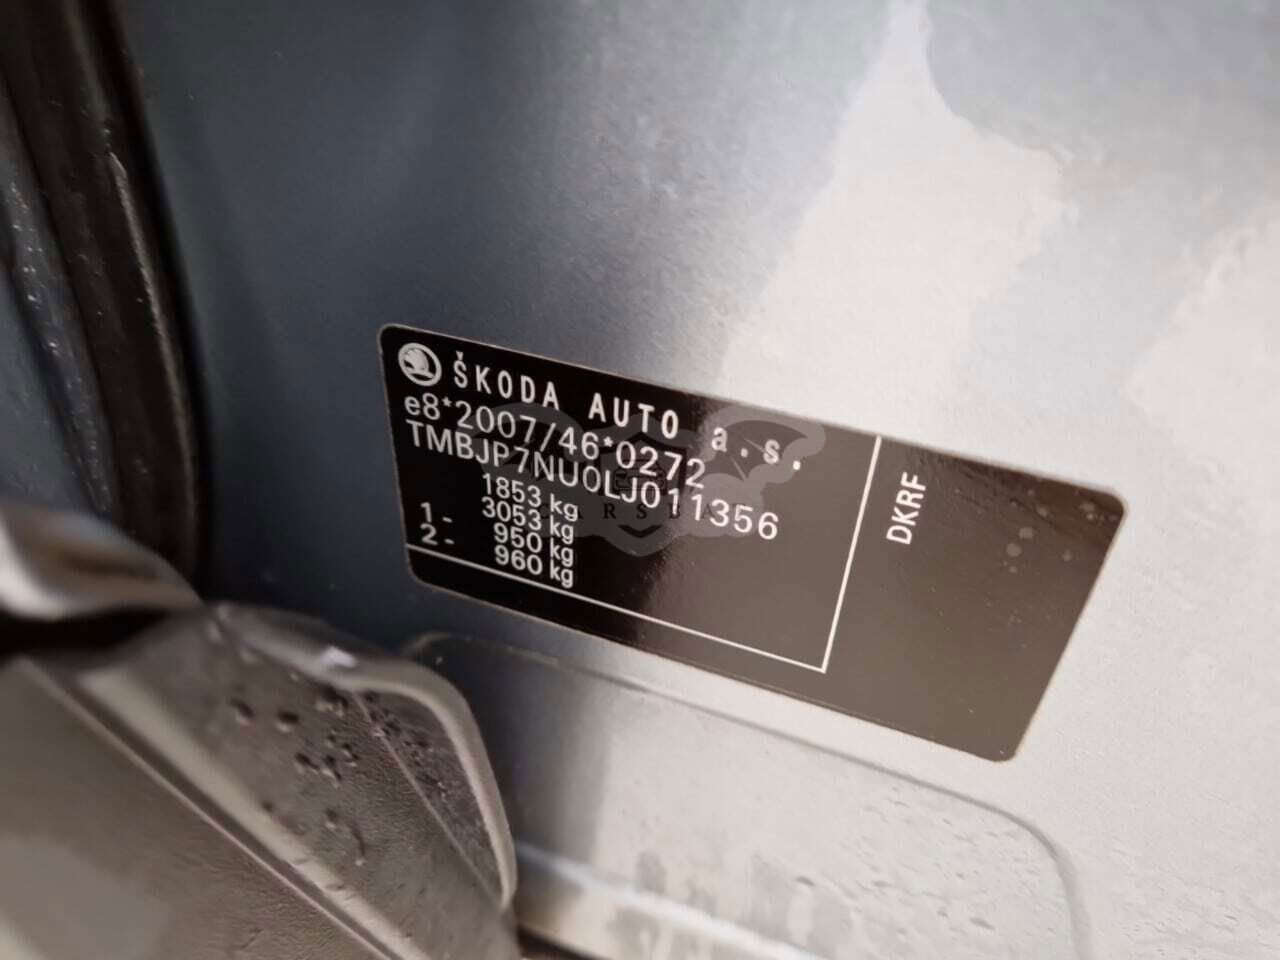 ŠKODA AUTO a.s.
e8*2007/46*0272
TMBJP7NU0LJ011356
1853 kg
3053 kg
1- 950 kg
2- 960 kg
DKRF